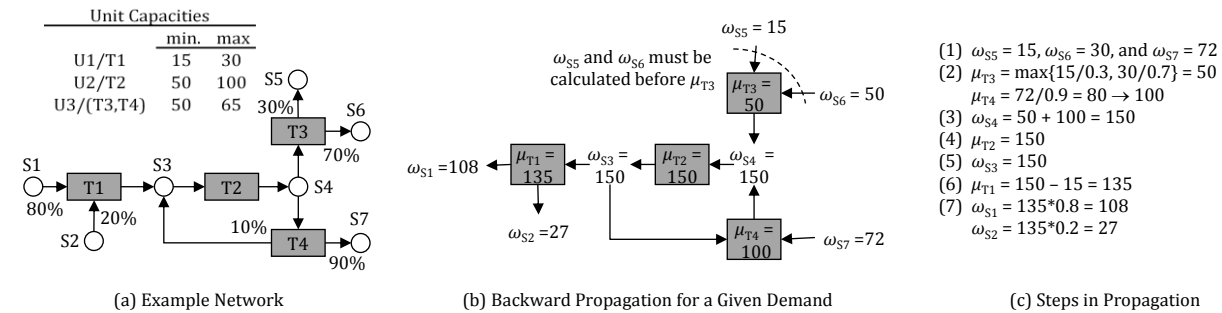 Unit Capacities
min. max
U1/T1 15 30
U2/T2 50 100
U3/(T3,T4) 50 65
S5
30%
S6
T3
70%
S1
S3
T1
T2
S4
80%
20%
S2
10%
S7
T4
90%
(a) Example Network
ω_S5 = 15
ω_S5 and ω_S6 must be
calculated before μ_T3
μ_T3 =
50
ω_S6 = 50
ω_S1 =108
μ_T1 =
135
ω_S3 =
150
μ_T2 =
150
ω_S4 =
150
ω_S2 =27
μ_T4 =
100
ω_S7 =72
(b) Backward Propagation for a Given Demand
(1) ω_S5 = 15, ω_S6 = 30, and ω_S7 = 72
(2) μ_T3 = max{15/0.3, 30/0.7} = 50
μ_T4 = 72/0.9 = 80 → 100
(3) ω_S4 = 50 + 100 = 150
(4) μ_T2 = 150
(5) ω_S3 = 150
(6) μ_T1 = 150 – 15 = 135
(7) ω_S1 = 135*0.8 = 108
ω_S2 = 135*0.2 = 27
(c) Steps in Propagation